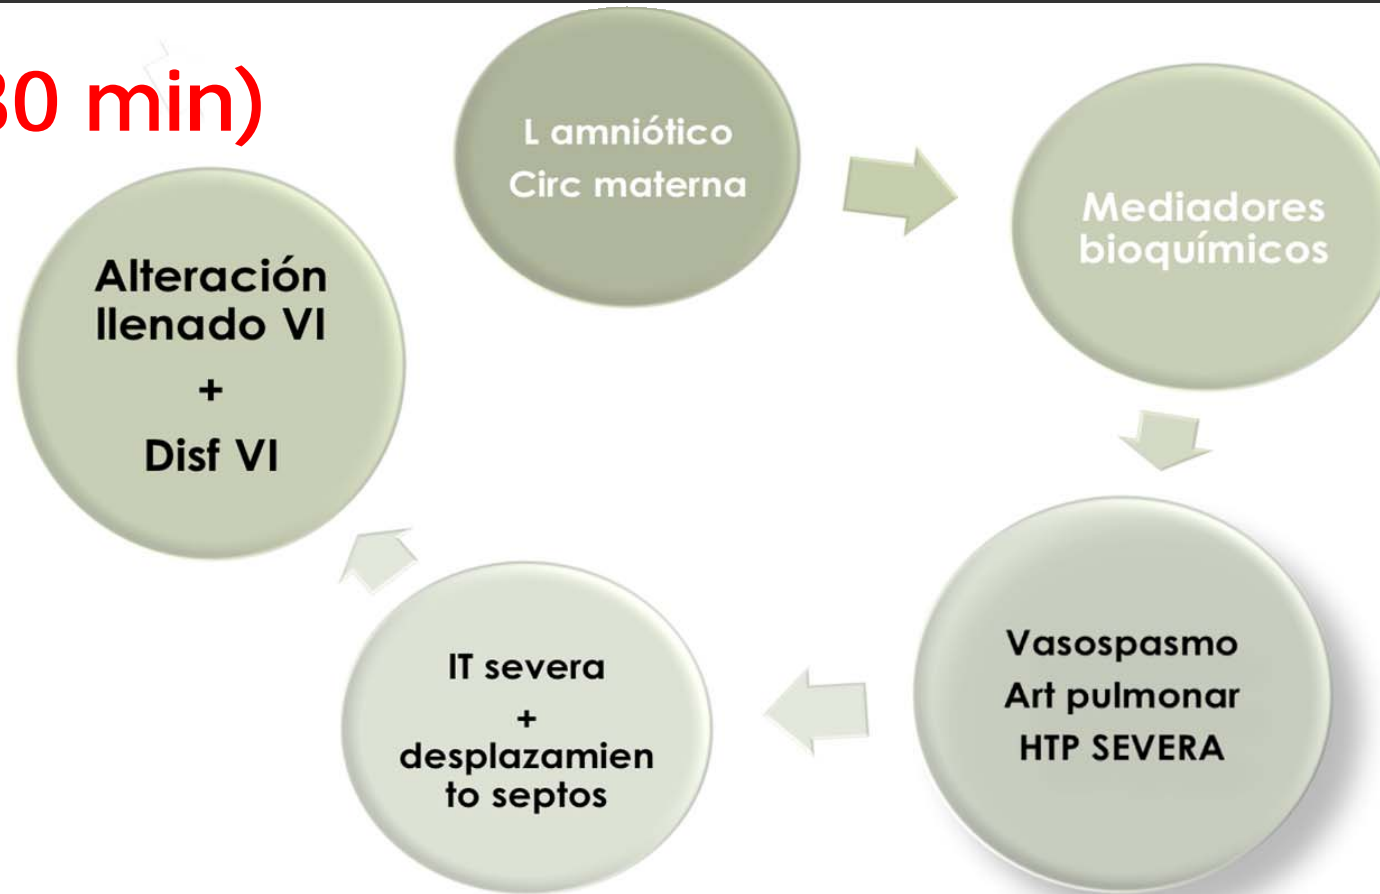 30 min)
L amniótico
Circ materna
Mediadores
bioquímicos
Vasospasmo
Art pulmonar
HTP SEVERA
IT severa
+
desplazamien
to septos
Alteración
llenado VI
+
Disf VI